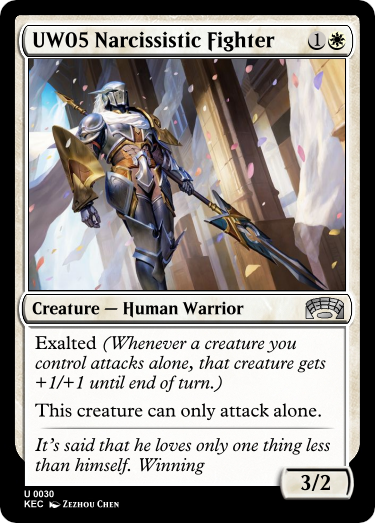 UW05 Narcissistic Fighter 1
Creature — Human Warrior
Exalted (Whenever a creature you
control attacks alone, that creature gets
+1/+1 until end of turn.)
This creature can only attack alone.
It's said that he loves only one thing less
than himself. Winning
3/2
U 0030
KEC Zezhou Chen